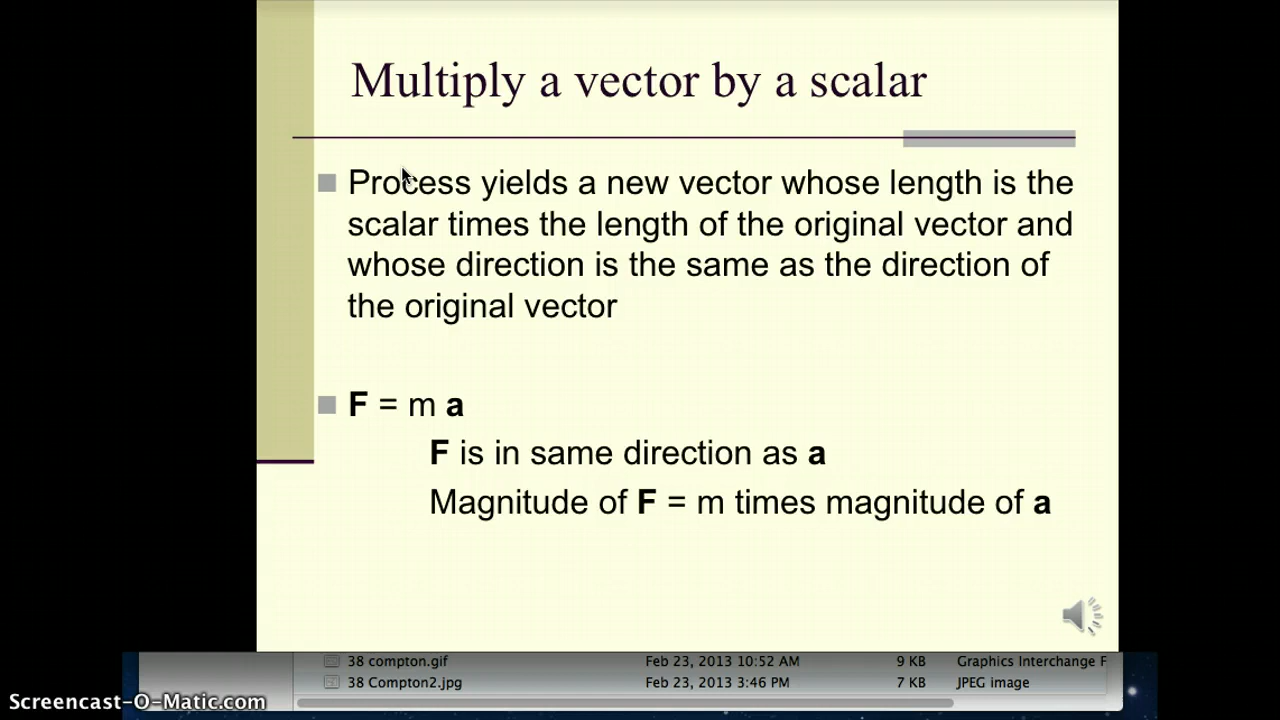 Multiply a vector by a scalar
Process yields a new vector whose length is the
scalar times the length of the original vector and
whose direction is the same as the direction of
the original vector
F = m a
F is in same direction as a
Magnitude of F = m times magnitude of a
38 compton.gif Feb 23, 2013 10:52 AM 9 KB Graphics Interchange F
38 Compton2.jpg Feb 23, 2013 3:46 PM 7 KB JPEG image
Screencast-O-Matic.com